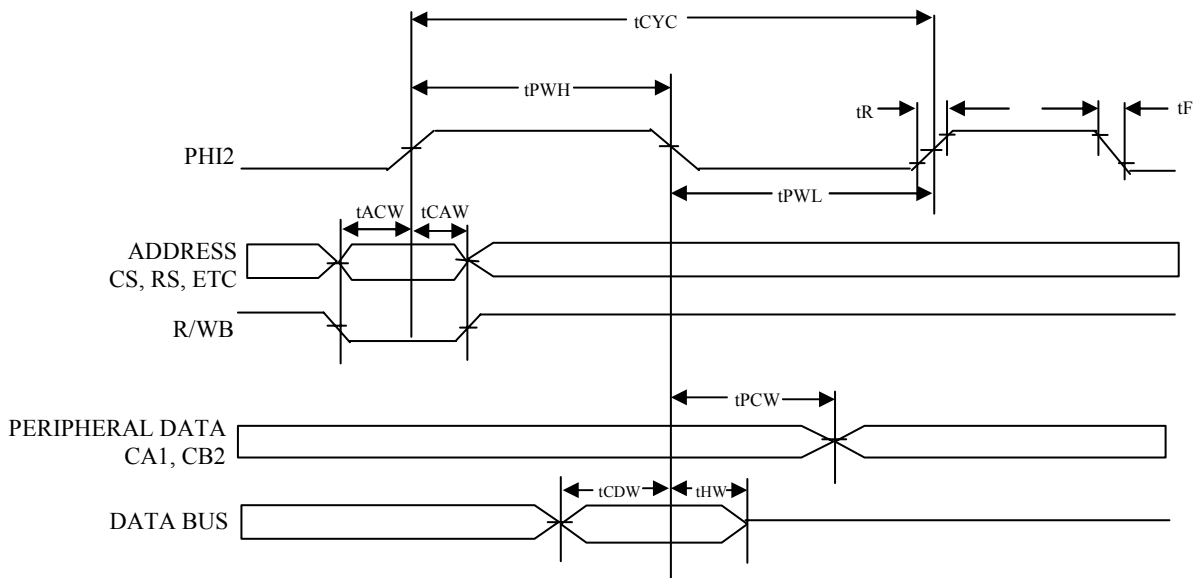 tCYC
tPWH
tR
tF
PHI2
tPWL
tACW
tCAW
ADDRESS
CS, RS, ETC
R/WB
tPCW
PERIPHERAL DATA
CA1, CB2
tCDW
tHW
DATA BUS